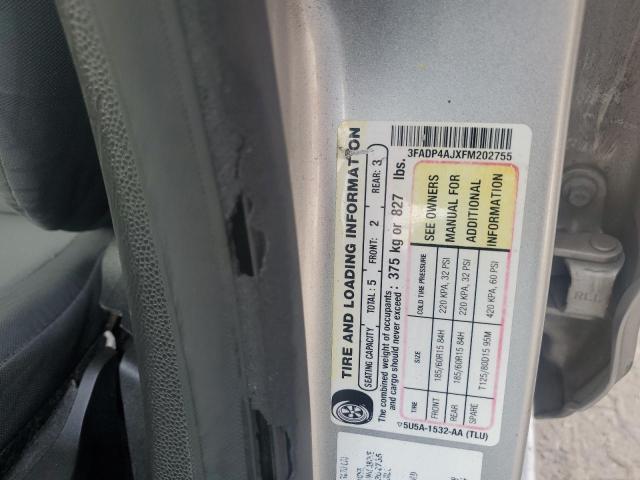 TIRE AND LOADING INFORMATION
SEATING CAPACITY TOTAL: 5 FRONT: 2 REAR: 3
The combined weight of occupants
and cargo should never exceed: 375 kg or 827 lbs.
TIRE SIZE COLD TIRE PRESSURE SEE OWNERS
FRONT 185/60R15 84H 220 KPA, 32 PSI MANUAL FOR
REAR 185/60R15 84H 220 KPA, 32 PSI ADDITIONAL
SPARE T125/80D15 95M 420 KPA, 60 PSI INFORMATION
5U5A-1532-AA (TLU)
3FADP4AJXFM202755